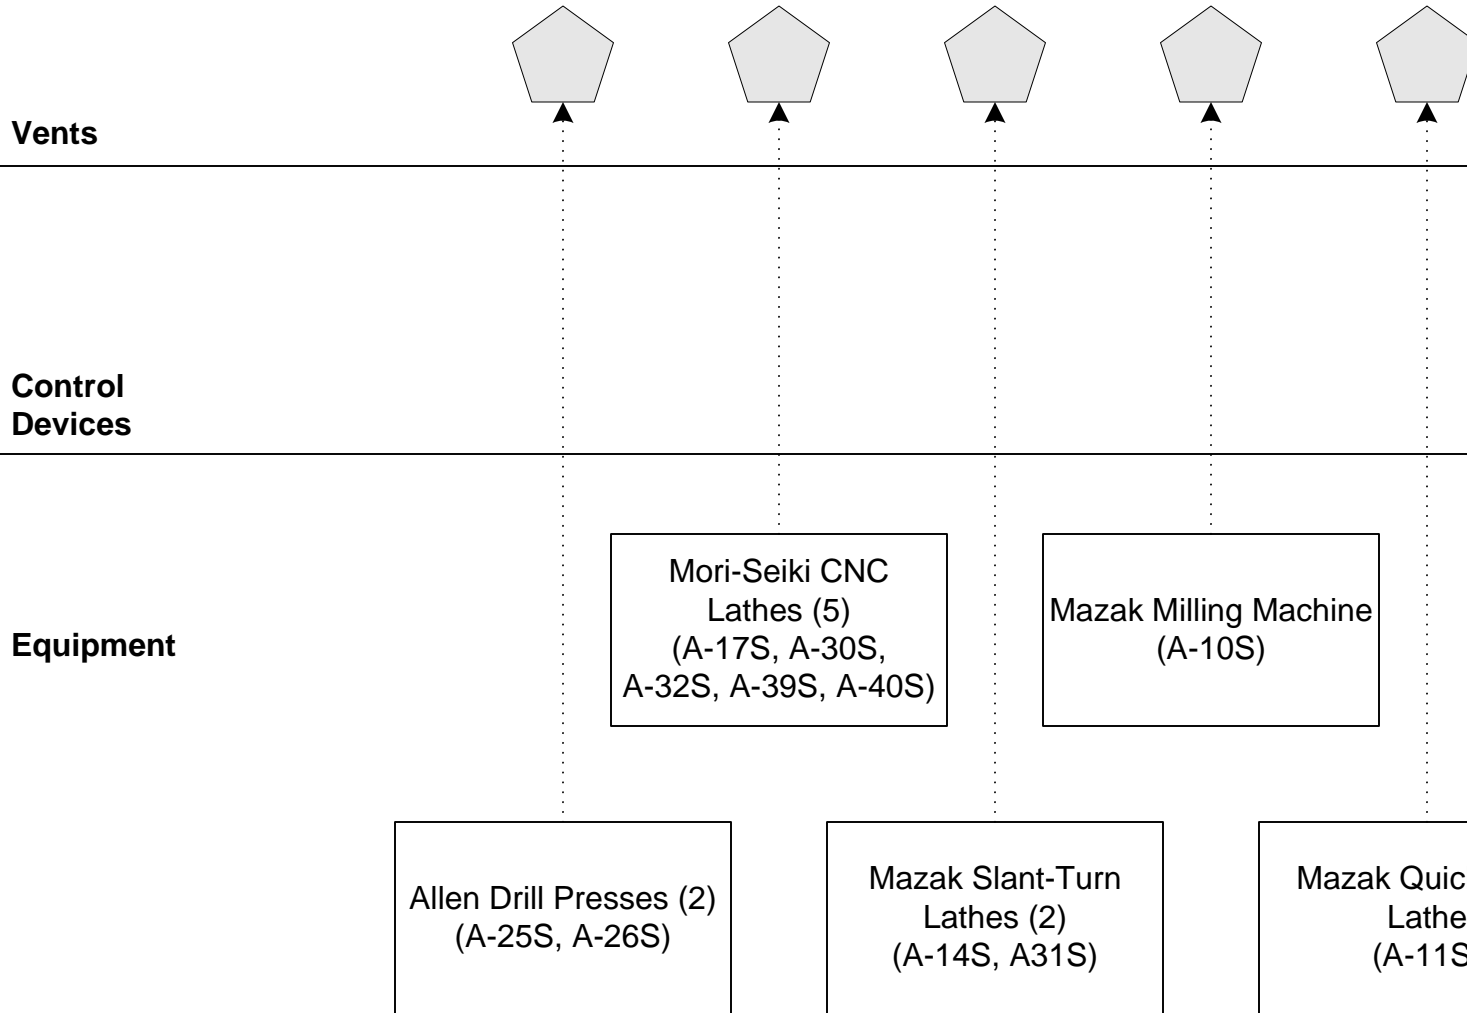 Vents
Control
Devices
Equipment
Mori-Seiki CNC
Lathes (5)
(A-17S, A-30S,
A-32S, A-39S, A-40S)
Mazak Milling Machine
(A-10S)
Allen Drill Presses (2)
(A-25S, A-26S)
Mazak Slant-Turn
Lathes (2)
(A-14S, A31S)
Mazak Quic
Lathe
(A-11S